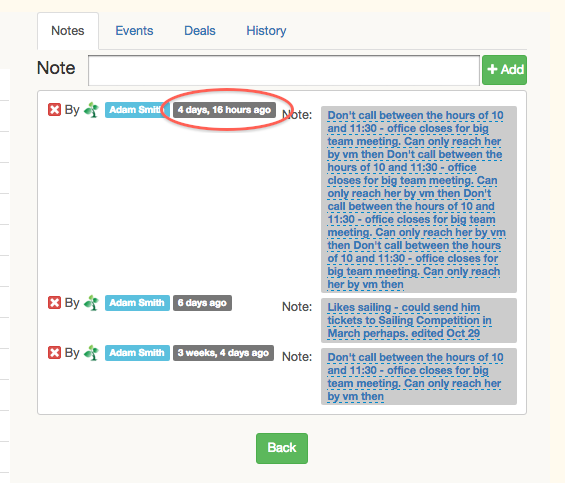 Notes Events Deals History
Note + Add
By Adam Smith 4 days, 16 hours ago Note: Don't call between the hours of 10
and 11:30 - office closes for big
team meeting. Can only reach her
by vm then Don't call between the
hours of 10 and 11:30 - office
closes for big team meeting. Can
only reach her by vm then Don't
call between the hours of 10 and
11:30 - office closes for big team
meeting. Can only reach her by vm
then Don't call between the hours
of 10 and 11:30 - office closes for
big team meeting. Can only reach
her by vm then
By Adam Smith 6 days ago Note: Likes sailing - could send him
tickets to Sailing Competition in
March perhaps. edited Oct 29
By Adam Smith 3 weeks, 4 days ago Note: Don't call between the hours of 10
and 11:30 - office closes for big
team meeting. Can only reach her
by vm then
Back